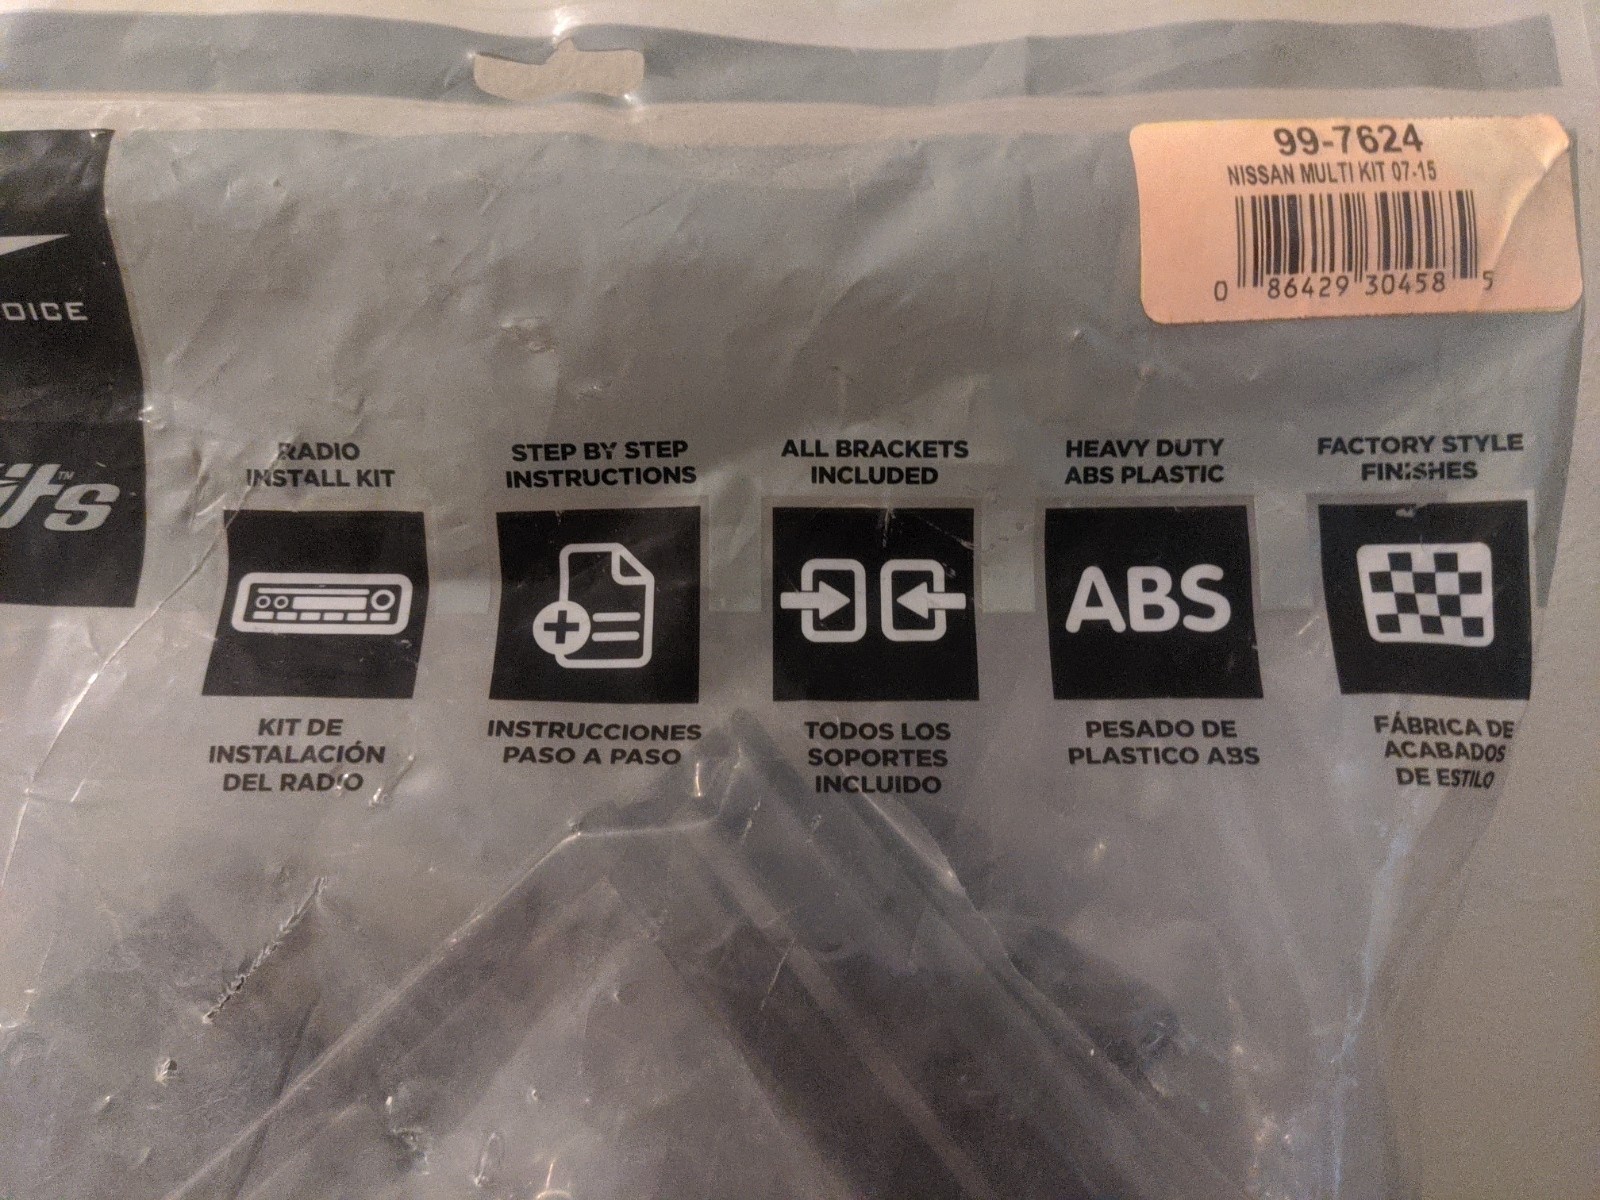 99-7624
NISSAN MULTI KIT 07-15
0 86429 30458 5
OICE
its™
RADIO
INSTALL KIT
STEP BY STEP
INSTRUCTIONS
ALL BRACKETS
INCLUDED
HEAVY DUTY
ABS PLASTIC
FACTORY STYLE
FINISHES
ABS
KIT DE
INSTALACIÓN
DEL RADIO
INSTRUCCIONES
PASO A PASO
TODOS LOS
SOPORTES
INCLUIDO
PESADO DE
PLASTICO ABS
FÁBRICA DE
ACABADOS
DE ESTILO